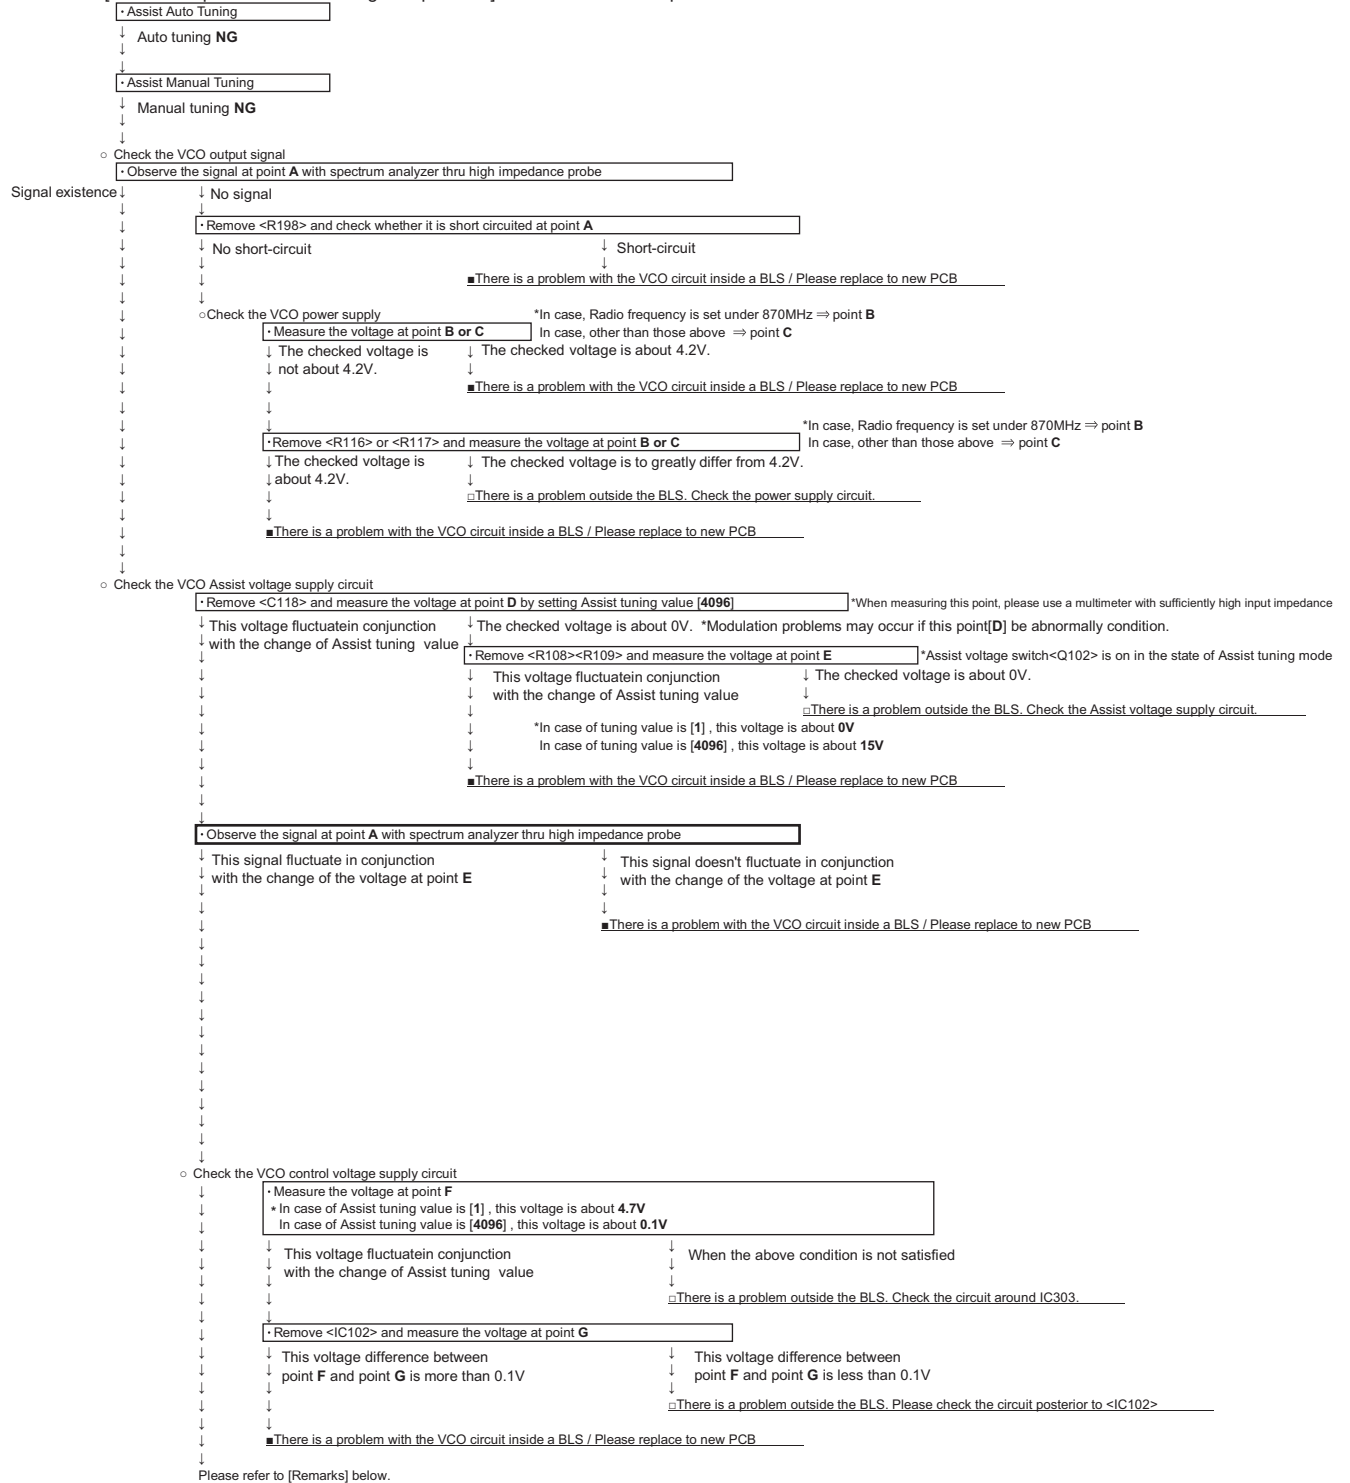 · Assist Auto Tuning
Auto tuning NG
· Assist Manual Tuning
Manual tuning NG
○ Check the VCO output signal
· Observe the signal at point A with spectrum analyzer thru high impedance probe
Signal existence ↓ ↓ No signal
· Remove <R198> and check whether it is short circuited at point A
↓ No short-circuit ↓ Short-circuit
■There is a problem with the VCO circuit inside a BLS / Please replace to new PCB
○Check the VCO power supply *In case, Radio frequency is set under 870MHz ⇒ point B
· Measure the voltage at point B or C In case, other than those above ⇒ point C
↓ The checked voltage is ↓ The checked voltage is about 4.2V.
↓ not about 4.2V.
■There is a problem with the VCO circuit inside a BLS / Please replace to new PCB
*In case, Radio frequency is set under 870MHz ⇒ point B
· Remove <R116> or <R117> and measure the voltage at point B or C In case, other than those above ⇒ point C
↓ The checked voltage is ↓ The checked voltage is to greatly differ from 4.2V.
↓ about 4.2V.
□There is a problem outside the BLS. Check the power supply circuit.
■There is a problem with the VCO circuit inside a BLS / Please replace to new PCB
○ Check the VCO Assist voltage supply circuit
· Remove <C118> and measure the voltage at point D by setting Assist tuning value [4096] *When measuring this point, please use a multimeter with sufficiently high input impedance
↓ This voltage fluctuatein conjunction ↓ The checked voltage is about 0V. *Modulation problems may occur if this point[D] be abnormally condition.
↓ with the change of Assist tuning value
· Remove <R108><R109> and measure the voltage at point E *Assist voltage switch<Q102> is on in the state of Assist tuning mode
↓ This voltage fluctuatein conjunction ↓ The checked voltage is about 0V.
↓ with the change of Assist tuning value
□There is a problem outside the BLS. Check the Assist voltage supply circuit.
*In case of tuning value is [1] , this voltage is about 0V
In case of tuning value is [4096] , this voltage is about 15V
■There is a problem with the VCO circuit inside a BLS / Please replace to new PCB
· Observe the signal at point A with spectrum analyzer thru high impedance probe
↓ This signal fluctuate in conjunction ↓ This signal doesn't fluctuate in conjunction
↓ with the change of the voltage at point E ↓ with the change of the voltage at point E
■There is a problem with the VCO circuit inside a BLS / Please replace to new PCB
○ Check the VCO control voltage supply circuit
· Measure the voltage at point F
* In case of Assist tuning value is [1] , this voltage is about 4.7V
In case of Assist tuning value is [4096] , this voltage is about 0.1V
↓ This voltage fluctuatein conjunction ↓ When the above condition is not satisfied
↓ with the change of Assist tuning value
□There is a problem outside the BLS. Check the circuit around IC303.
· Remove <IC102> and measure the voltage at point G
↓ This voltage difference between ↓ This voltage difference between
↓ point F and point G is more than 0.1V ↓ point F and point G is less than 0.1V
□There is a problem outside the BLS. Please check the circuit posterior to <IC102>
■There is a problem with the VCO circuit inside a BLS / Please replace to new PCB
Please refer to [Remarks] below.